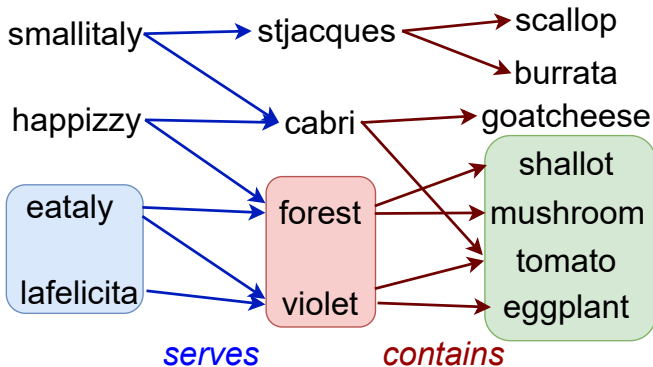 smallitaly
happizzy
eataly
lafelicita
stjacques
cabri
forest
violet
scallop
burrata
goatcheese
shallot
mushroom
tomato
eggplant
serves
contains